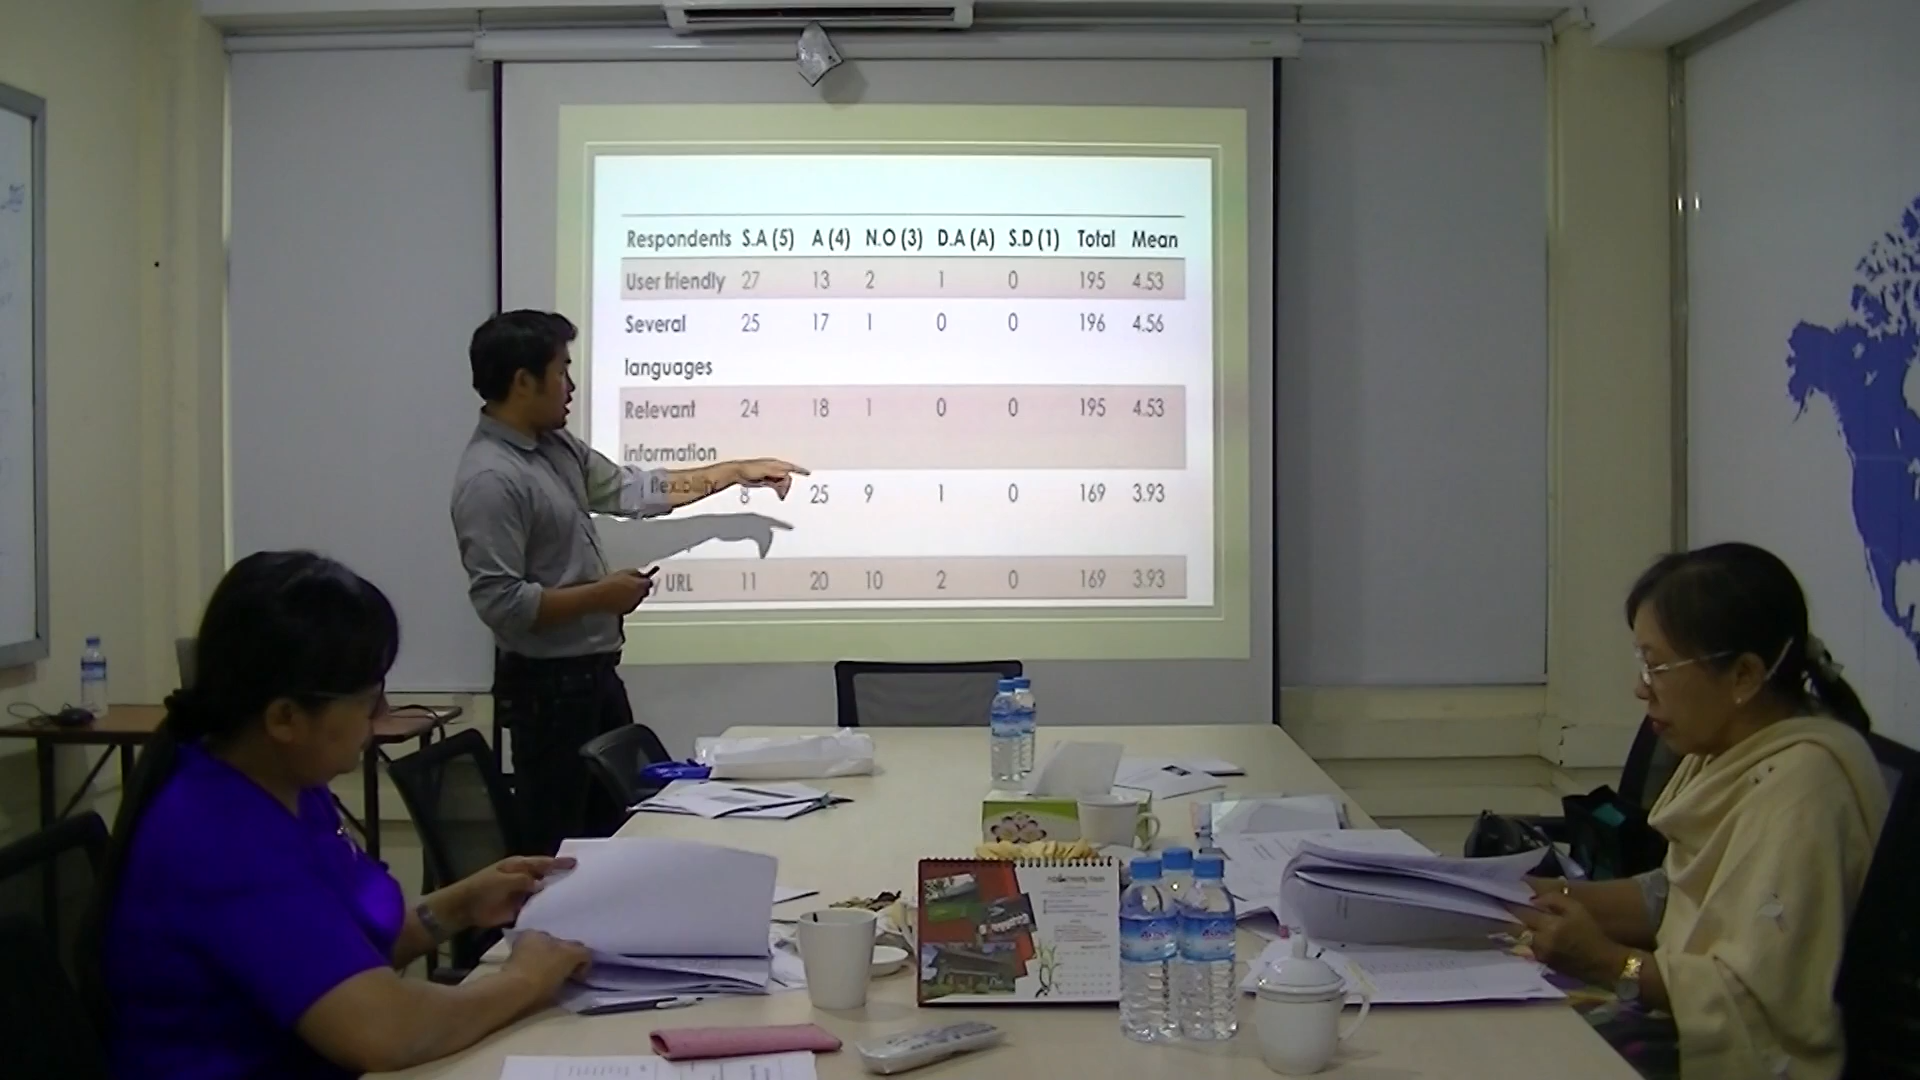 Respondents S.A (5) A (4) N.O (3) D.A (A) S.D (1) Total Mean
User friendly 27 13 2 1 0 195 4.53
Several 25 17 1 0 0 196 4.56
languages
Relevant 24 18 1 0 0 195 4.53
information
flexibility 8 25 9 1 0 169 3.93
y URL 11 20 10 2 0 169 3.93